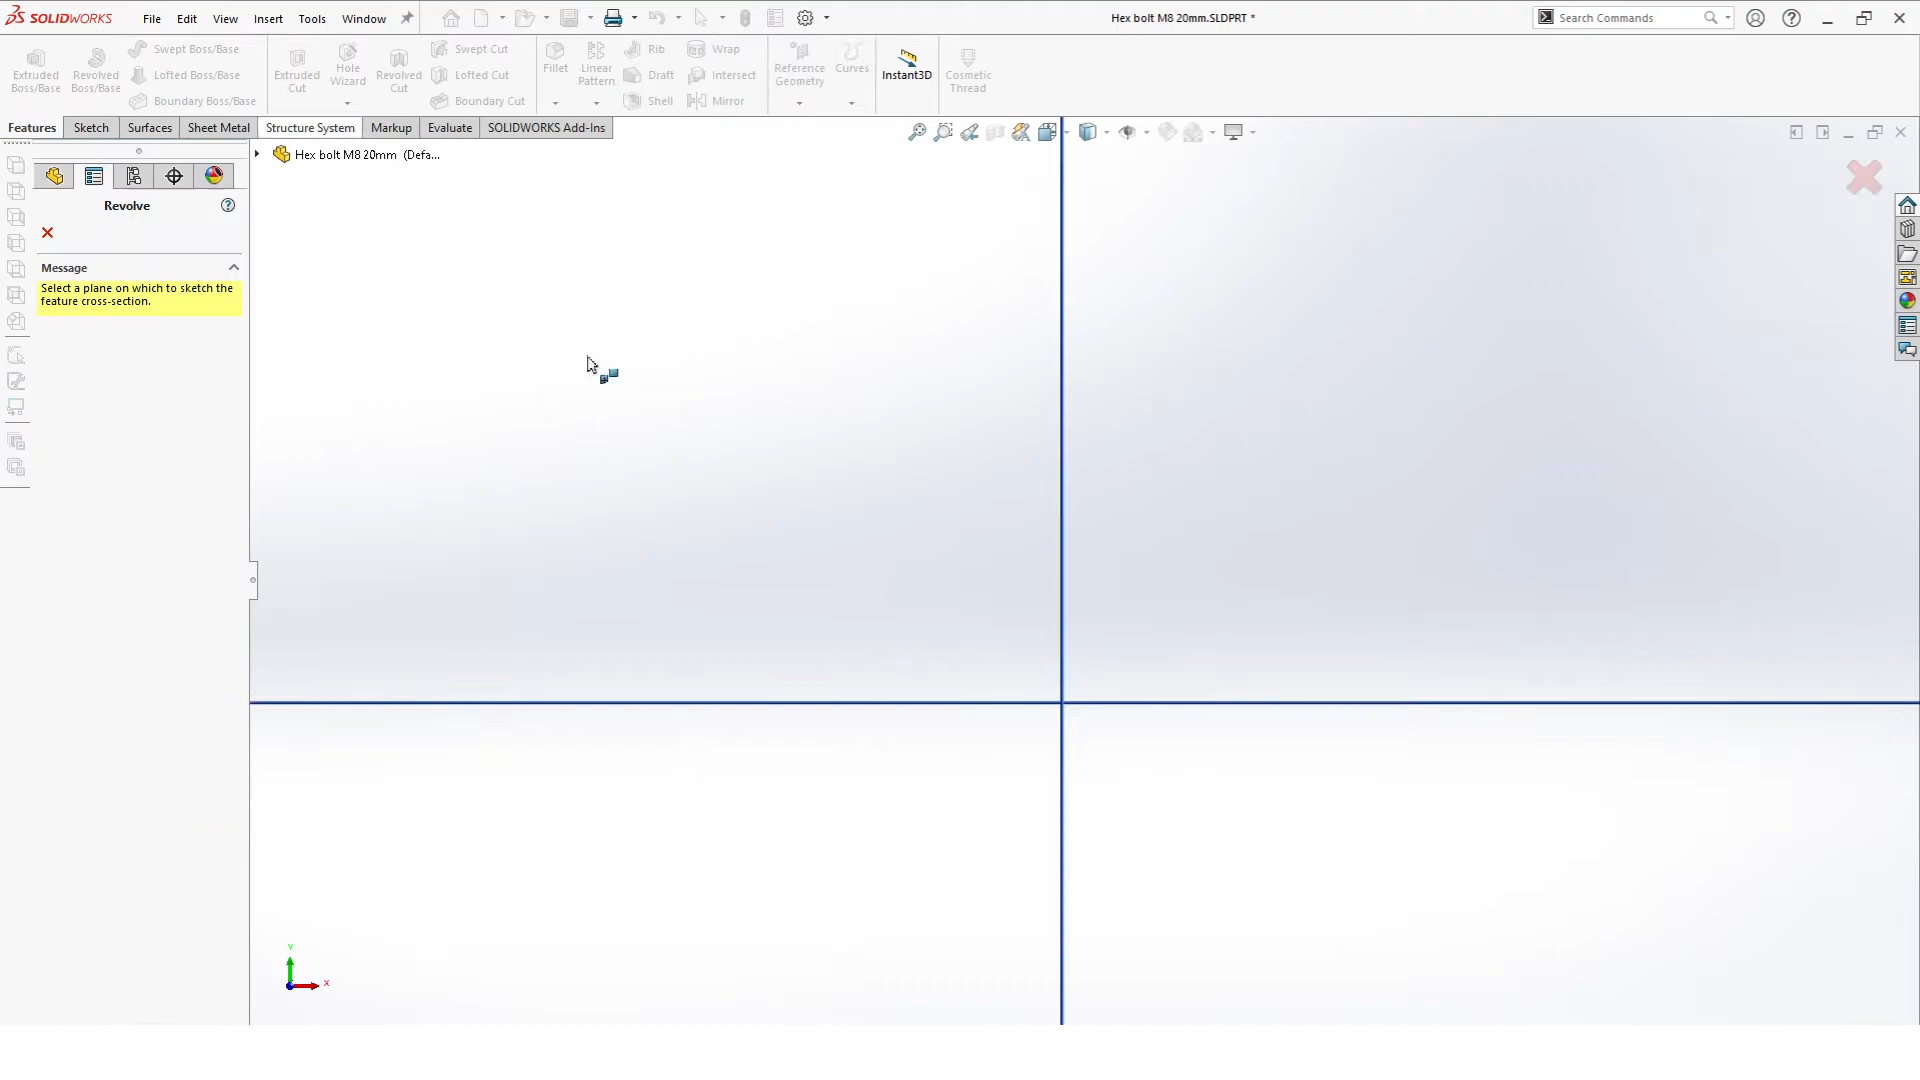 SOLIDWORKS File Edit View Insert Tools Window
Hex bolt M8 20mm.SLDPRT *
Search Commands
Extruded Boss/Base
Revolved Boss/Base
Swept Boss/Base
Lofted Boss/Base
Boundary Boss/Base
Extruded Cut
Hole Wizard
Revolved Cut
Swept Cut
Lofted Cut
Boundary Cut
Fillet
Linear Pattern
Rib
Draft
Shell
Wrap
Intersect
Mirror
Reference Geometry
Curves
Instant3D
Cosmetic Thread
Features Sketch Surfaces Sheet Metal Structure System Markup Evaluate SOLIDWORKS Add-Ins
Hex bolt M8 20mm (Defa...
Revolve
Message
Select a plane on which to sketch the
feature cross-section.
Y
X